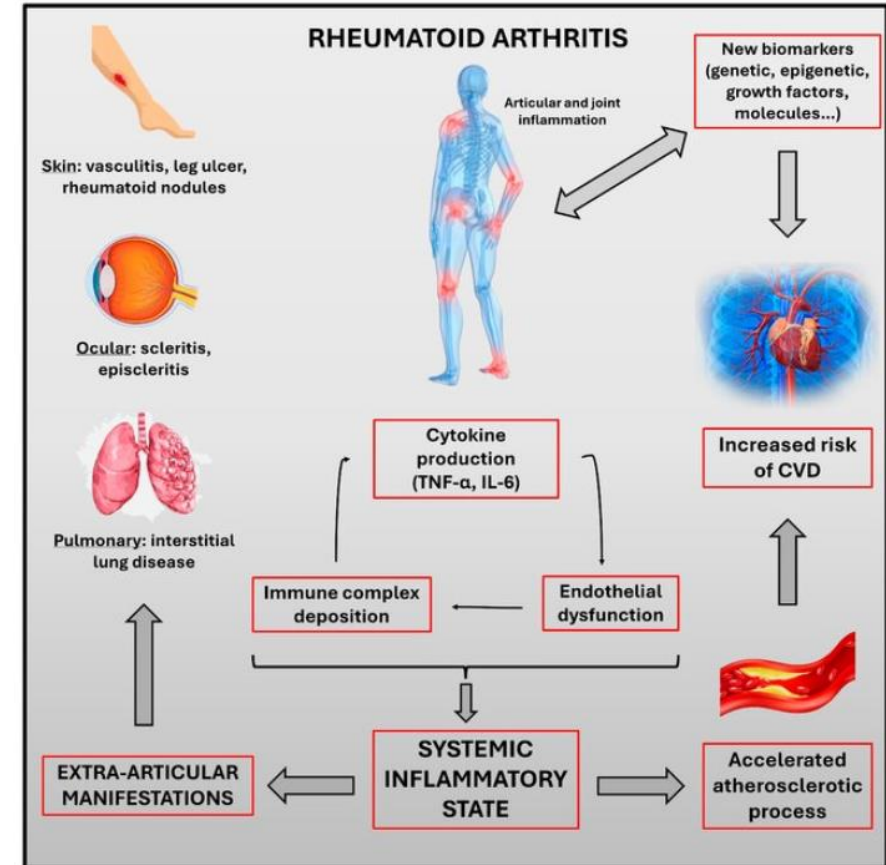 RHEUMATOID ARTHRITIS
Articular and joint
inflammation
New biomarkers
(genetic, epigenetic,
growth factors,
molecules...)
Skin: vasculitis, leg ulcer,
rheumatoid nodules
Ocular: scleritis,
episcleritis
Pulmonary: interstitial
lung disease
Cytokine
production
(TNF-α, IL-6)
Increased risk
of CVD
Immune complex
deposition
Endothelial
dysfunction
EXTRA-ARTICULAR
MANIFESTATIONS
SYSTEMIC
INFLAMMATORY
STATE
Accelerated
atherosclerotic
process